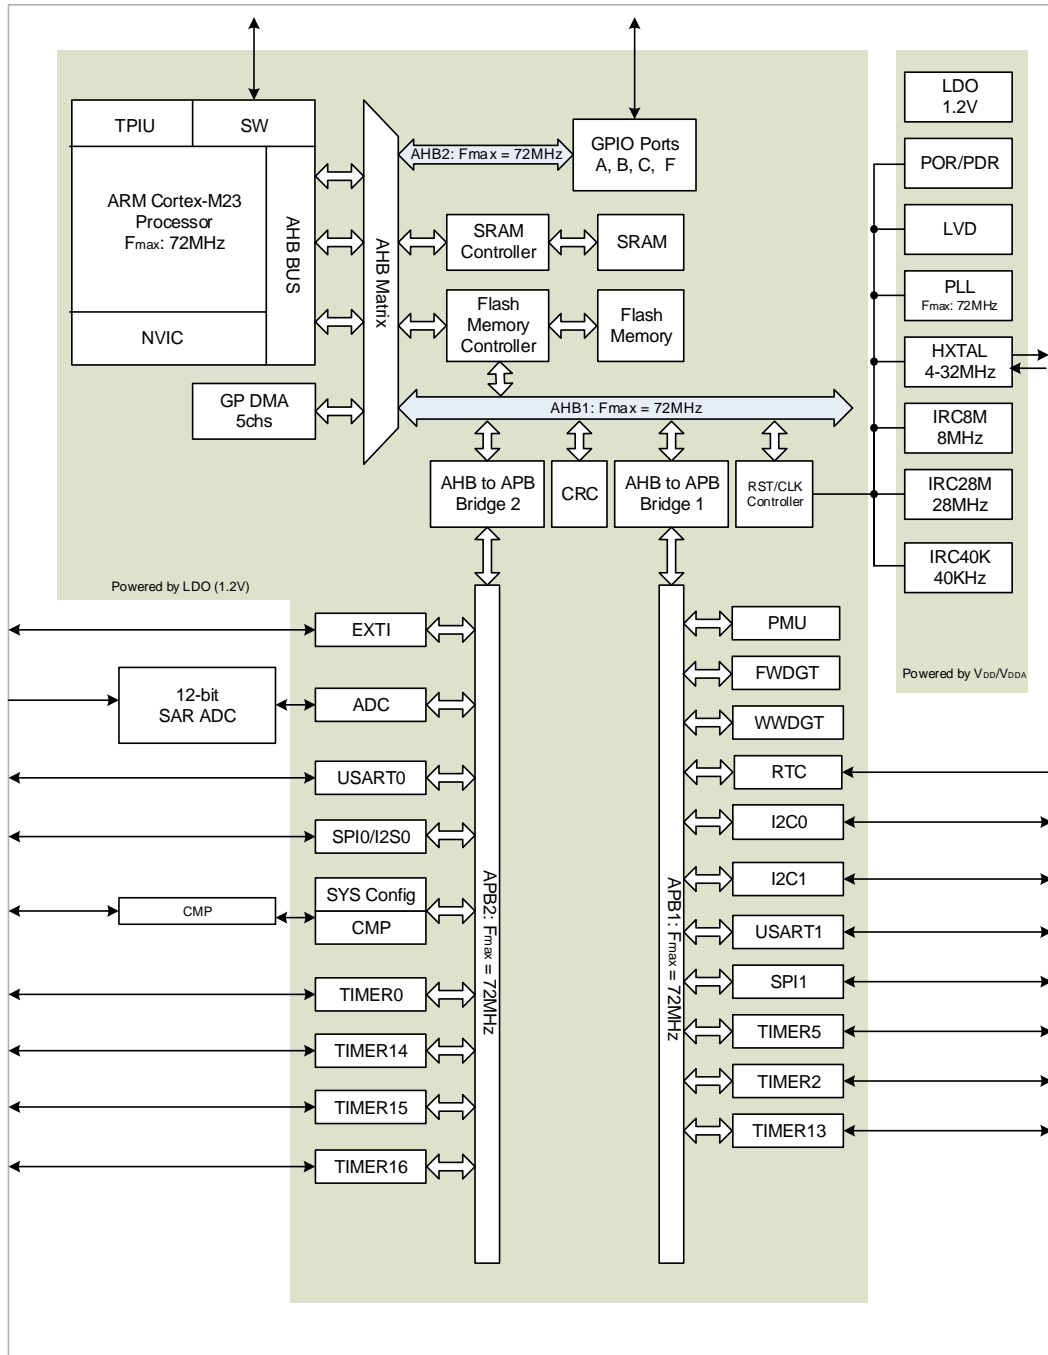 TPIU
SW
ARM Cortex-M23
Processor
Fmax: 72MHz
NVIC
AHB BUS
GP DMA
5chs
AHB Matrix
AHB2: Fmax = 72MHz
GPIO Ports
A, B, C, F
SRAM
Controller
SRAM
Flash
Memory
Controller
Flash
Memory
AHB1: Fmax = 72MHz
AHB to APB
Bridge 2
CRC
AHB to APB
Bridge 1
RST/CLK
Controller
LDO
1.2V
POR/PDR
LVD
PLL
Fmax: 72MHz
HXTAL
4-32MHz
IRC8M
8MHz
IRC28M
28MHz
IRC40K
40KHz
Powered by VDD/VDDA
Powered by LDO (1.2V)
EXTI
12-bit
SAR ADC
ADC
USART0
SPI0/I2S0
CMP
SYS Config
CMP
TIMER0
TIMER14
TIMER15
TIMER16
APB2: Fmax = 72MHz
APB1: Fmax = 72MHz
PMU
FWDGT
WWDGT
RTC
I2C0
I2C1
USART1
SPI1
TIMER5
TIMER2
TIMER13